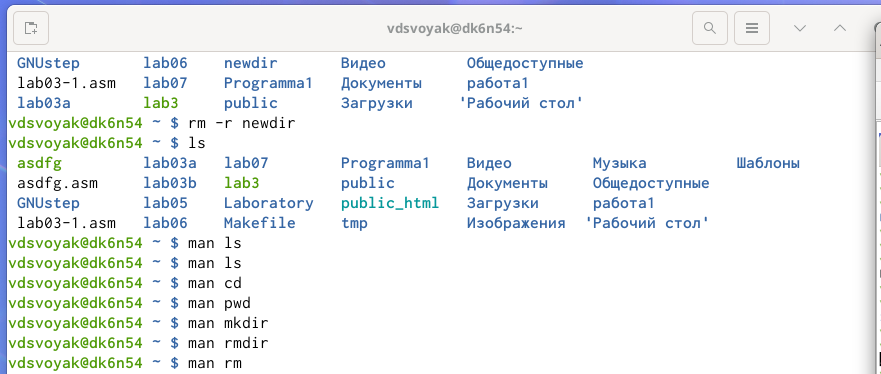 vdsvoyak@dk6n54:~
GNUstep lab06 newdir Видео Общедоступные
lab03-1.asm lab07 Programma1 Документы работа1
lab03a lab3 public Загрузки 'Рабочий стол'
vdsvoyak@dk6n54 ~ $ rm -r newdir
vdsvoyak@dk6n54 ~ $ ls
asdfg lab03a lab07 Programma1 Видео Музыка Шаблоны
asdfg.asm lab03b lab3 public Документы Общедоступные
GNUstep lab05 Laboratory public_html Загрузки работа1
lab03-1.asm lab06 Makefile tmp Изображения 'Рабочий стол'
vdsvoyak@dk6n54 ~ $ man ls
vdsvoyak@dk6n54 ~ $ man ls
vdsvoyak@dk6n54 ~ $ man cd
vdsvoyak@dk6n54 ~ $ man pwd
vdsvoyak@dk6n54 ~ $ man mkdir
vdsvoyak@dk6n54 ~ $ man rmdir
vdsvoyak@dk6n54 ~ $ man rm